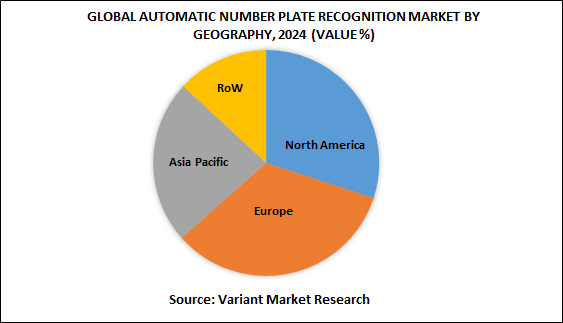 GLOBAL AUTOMATIC NUMBER PLATE RECOGNITION MARKET BY
GEOGRAPHY, 2024 (VALUE %)
RoW
North America
Asia Pacific
Europe
Source: Variant Market Research